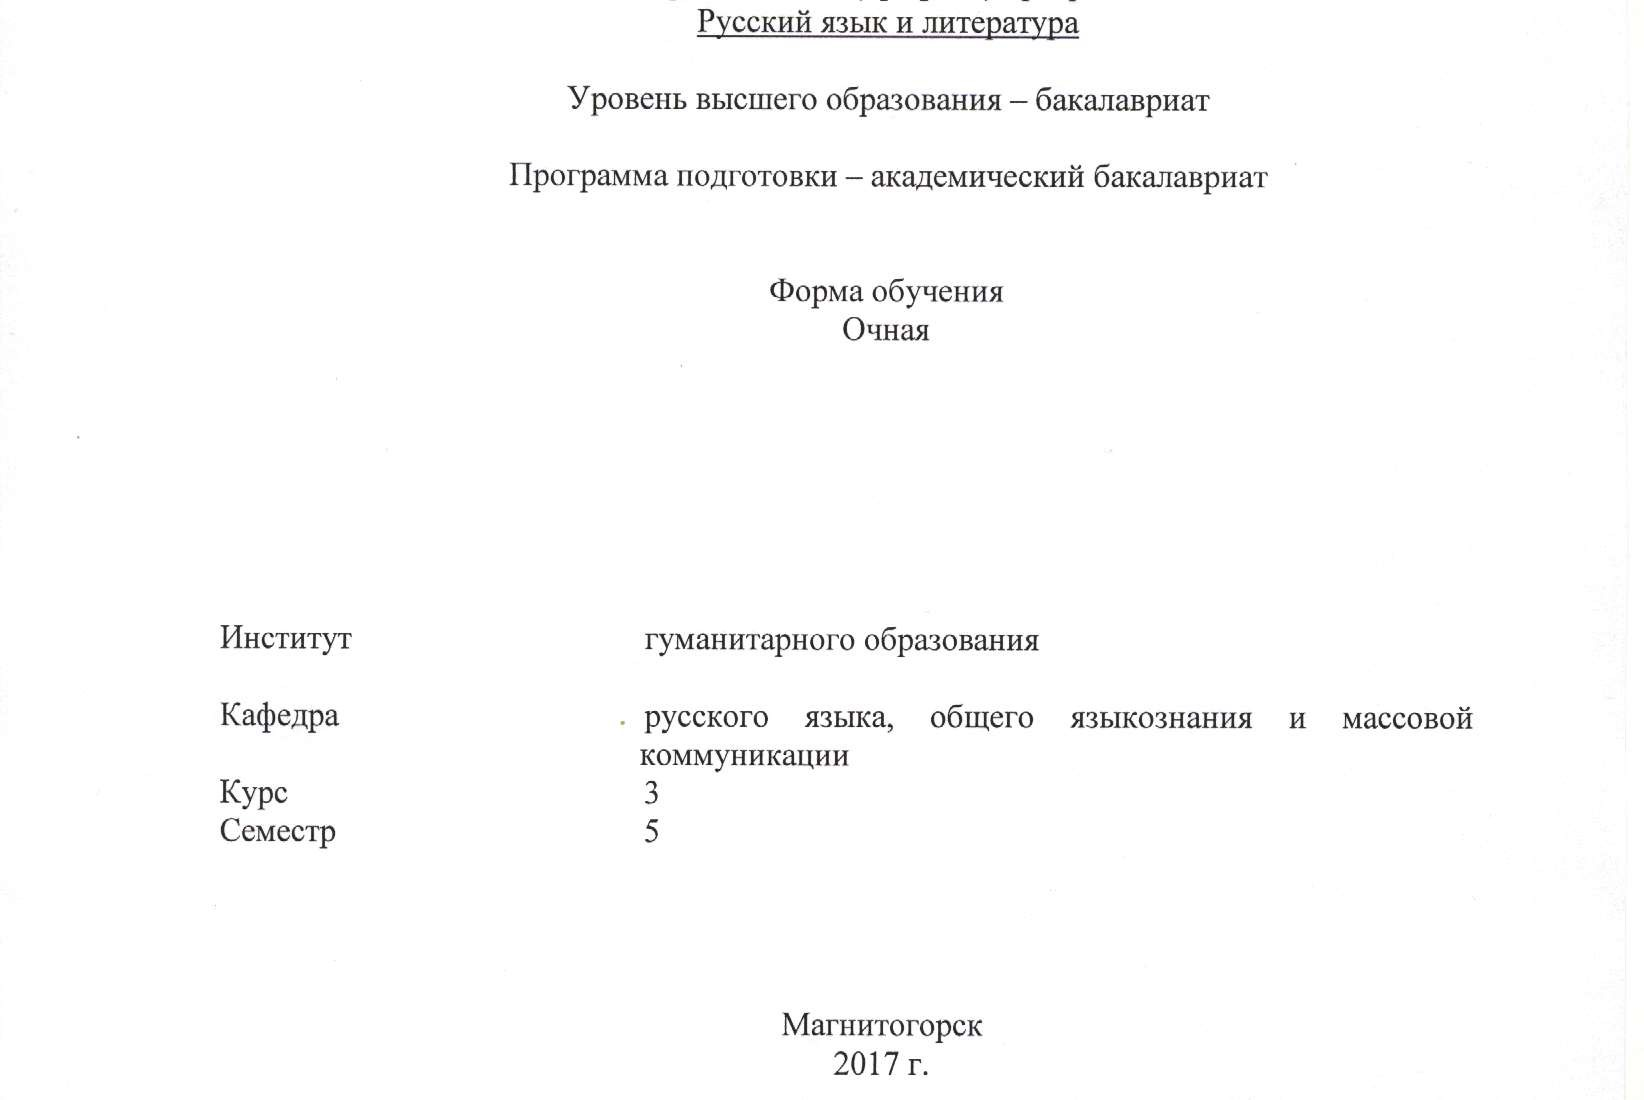 Русский язык и литература
Уровень высшего образования – бакалавриат
Программа подготовки – академический бакалавриат
Форма обучения
Очная
Институт гуманитарного образования
Кафедра русского языка, общего языкознания и массовой
коммуникации
Курс 3
Семестр 5
Магнитогорск
2017 г.